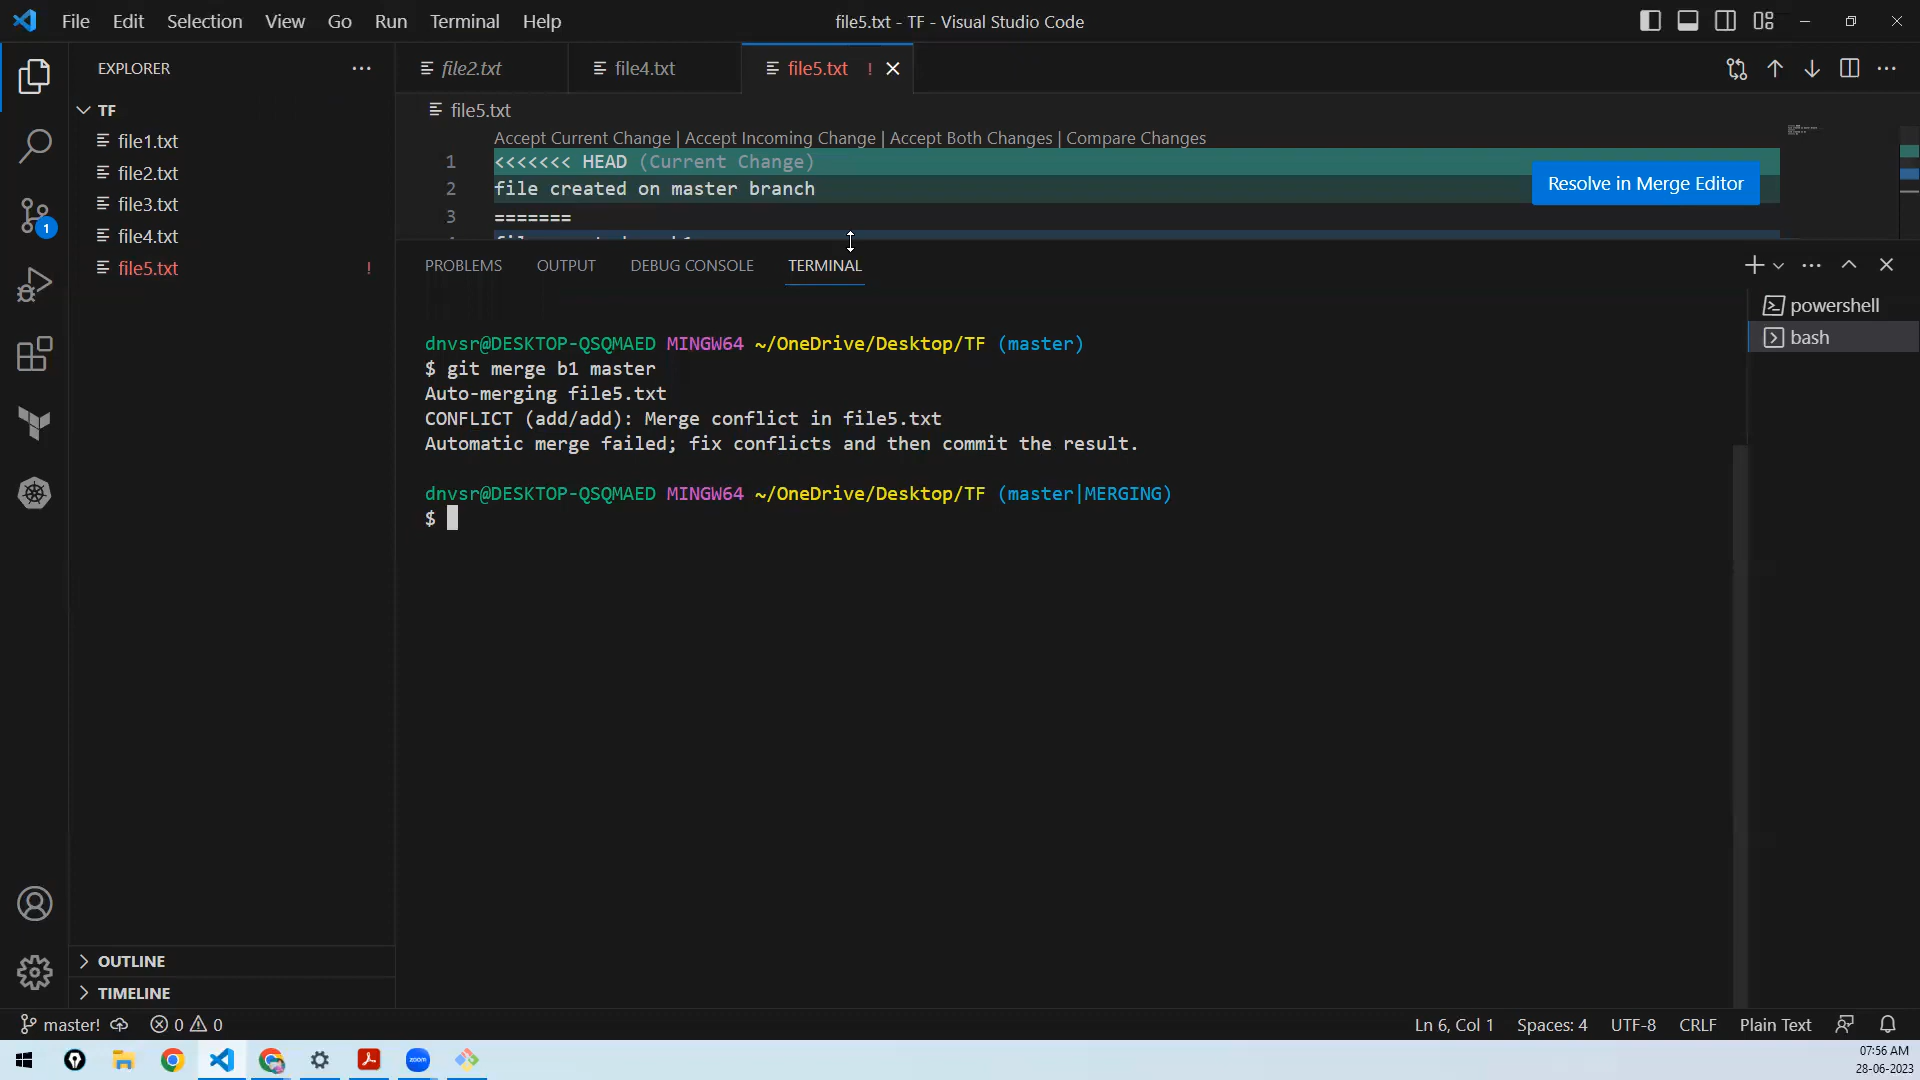 File Edit Selection View Go Run Terminal Help
file5.txt - TF - Visual Studio Code
EXPLORER
TF
file1.txt
file2.txt
file3.txt
file4.txt
file5.txt !
OUTLINE
TIMELINE
file2.txt file4.txt file5.txt !
file5.txt
Accept Current Change | Accept Incoming Change | Accept Both Changes | Compare Changes
1 <<<<<<< HEAD (Current Change)
2 file created on master branch
3 =======
Resolve in Merge Editor
PROBLEMS OUTPUT DEBUG CONSOLE TERMINAL
powershell
bash
dnvsr@DESKTOP-QSQMAED MINGW64 ~/OneDrive/Desktop/TF (master)
$ git merge b1 master
Auto-merging file5.txt
CONFLICT (add/add): Merge conflict in file5.txt
Automatic merge failed; fix conflicts and then commit the result.
dnvsr@DESKTOP-QSQMAED MINGW64 ~/OneDrive/Desktop/TF (master|MERGING)
$
1
master! 0 0
Ln 6, Col 1 Spaces: 4 UTF-8 CRLF Plain Text
zoom
07:56 AM
28-06-2023